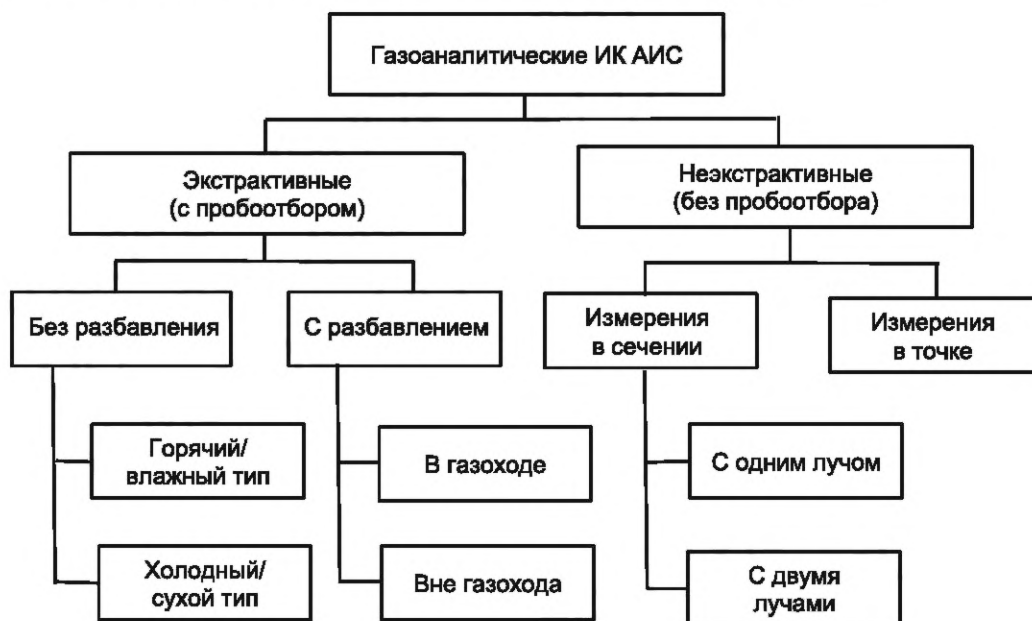 Газоаналитические ИК АИС
Экстрактивные
(с пробоотбором)
Неэкстрактивные
(без пробоотбора)
Без разбавления
С разбавлением
Измерения
в сечении
Измерения
в точке
Горячий/
влажный тип
В газоходе
С одним лучом
Холодный/
сухой тип
Вне газохода
С двумя
лучами